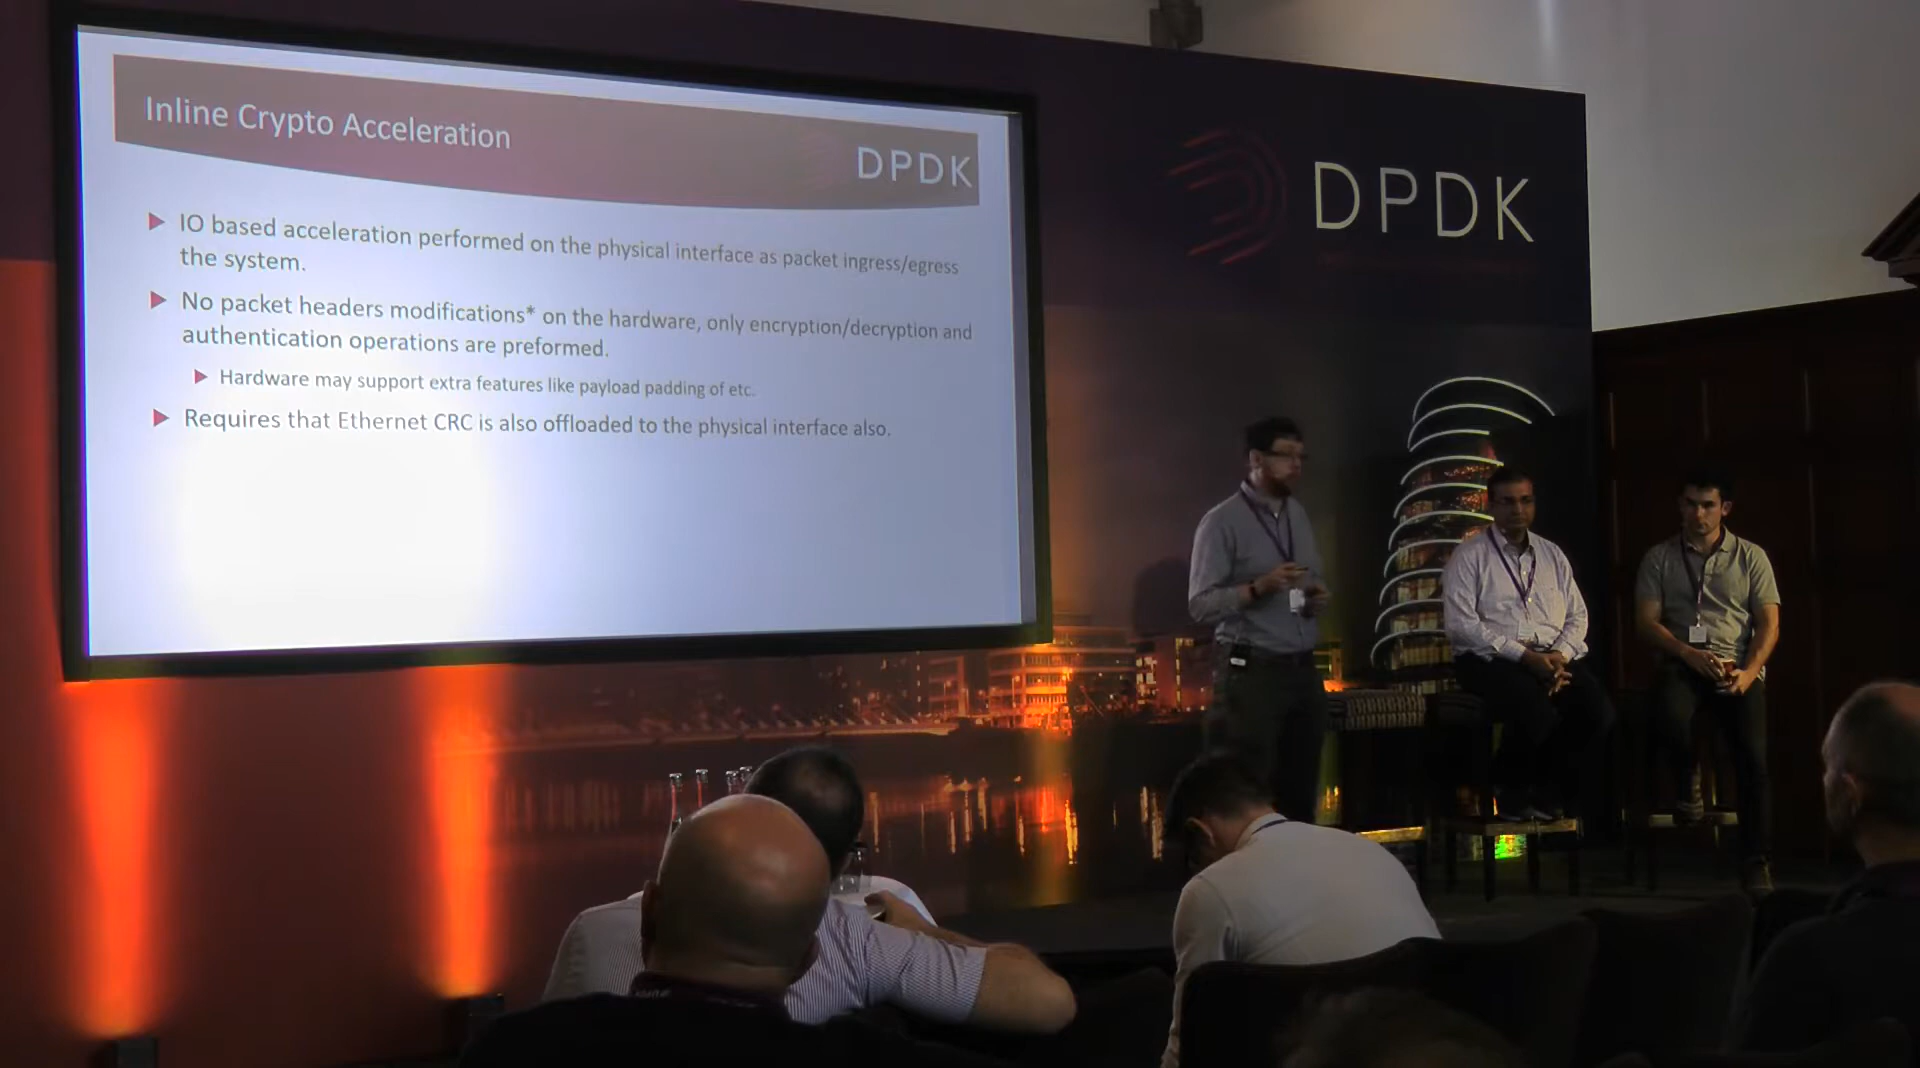 Inline Crypto Acceleration
DPDK
IO based acceleration performed on the physical interface as packet ingress/egress
the system.
No packet headers modifications* on the hardware, only encryption/decryption and
authentication operations are preformed.
Hardware may support extra features like payload padding of etc.
Requires that Ethernet CRC is also offloaded to the physical interface also.
DPDK